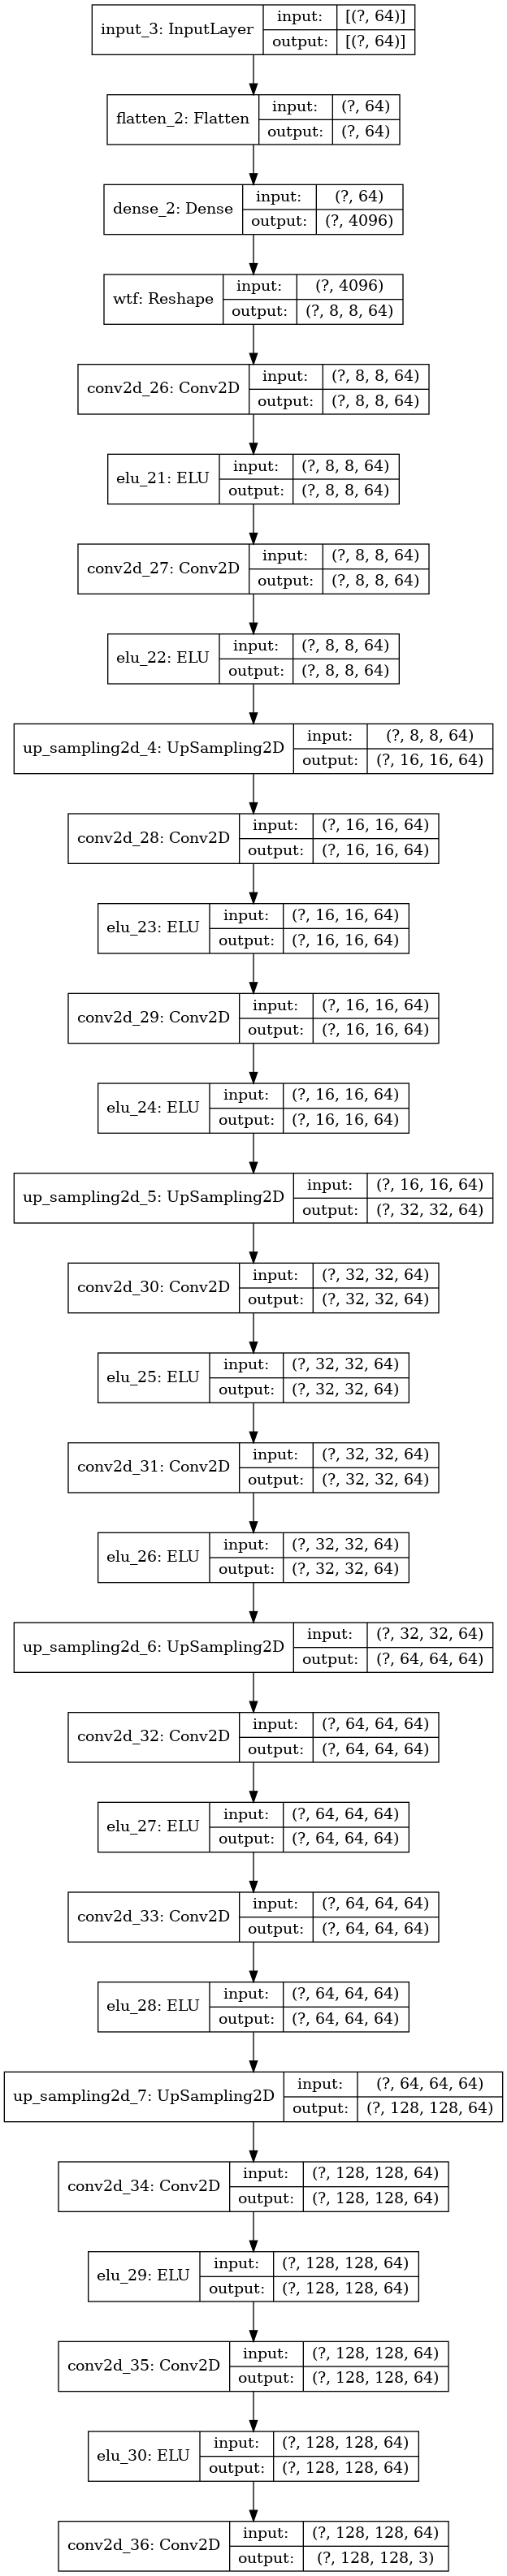 input_3: InputLayer
input: [(?, 64)]
output: [(?, 64)]
flatten_2: Flatten
input: (?, 64)
output: (?, 64)
dense_2: Dense
input: (?, 64)
output: (?, 4096)
wtf: Reshape
input: (?, 4096)
output: (?, 8, 8, 64)
conv2d_26: Conv2D
input: (?, 8, 8, 64)
output: (?, 8, 8, 64)
elu_21: ELU
input: (?, 8, 8, 64)
output: (?, 8, 8, 64)
conv2d_27: Conv2D
input: (?, 8, 8, 64)
output: (?, 8, 8, 64)
elu_22: ELU
input: (?, 8, 8, 64)
output: (?, 8, 8, 64)
up_sampling2d_4: UpSampling2D
input: (?, 8, 8, 64)
output: (?, 16, 16, 64)
conv2d_28: Conv2D
input: (?, 16, 16, 64)
output: (?, 16, 16, 64)
elu_23: ELU
input: (?, 16, 16, 64)
output: (?, 16, 16, 64)
conv2d_29: Conv2D
input: (?, 16, 16, 64)
output: (?, 16, 16, 64)
elu_24: ELU
input: (?, 16, 16, 64)
output: (?, 16, 16, 64)
up_sampling2d_5: UpSampling2D
input: (?, 16, 16, 64)
output: (?, 32, 32, 64)
conv2d_30: Conv2D
input: (?, 32, 32, 64)
output: (?, 32, 32, 64)
elu_25: ELU
input: (?, 32, 32, 64)
output: (?, 32, 32, 64)
conv2d_31: Conv2D
input: (?, 32, 32, 64)
output: (?, 32, 32, 64)
elu_26: ELU
input: (?, 32, 32, 64)
output: (?, 32, 32, 64)
up_sampling2d_6: UpSampling2D
input: (?, 32, 32, 64)
output: (?, 64, 64, 64)
conv2d_32: Conv2D
input: (?, 64, 64, 64)
output: (?, 64, 64, 64)
elu_27: ELU
input: (?, 64, 64, 64)
output: (?, 64, 64, 64)
conv2d_33: Conv2D
input: (?, 64, 64, 64)
output: (?, 64, 64, 64)
elu_28: ELU
input: (?, 64, 64, 64)
output: (?, 64, 64, 64)
up_sampling2d_7: UpSampling2D
input: (?, 64, 64, 64)
output: (?, 128, 128, 64)
conv2d_34: Conv2D
input: (?, 128, 128, 64)
output: (?, 128, 128, 64)
elu_29: ELU
input: (?, 128, 128, 64)
output: (?, 128, 128, 64)
conv2d_35: Conv2D
input: (?, 128, 128, 64)
output: (?, 128, 128, 64)
elu_30: ELU
input: (?, 128, 128, 64)
output: (?, 128, 128, 64)
conv2d_36: Conv2D
input: (?, 128, 128, 64)
output: (?, 128, 128, 3)